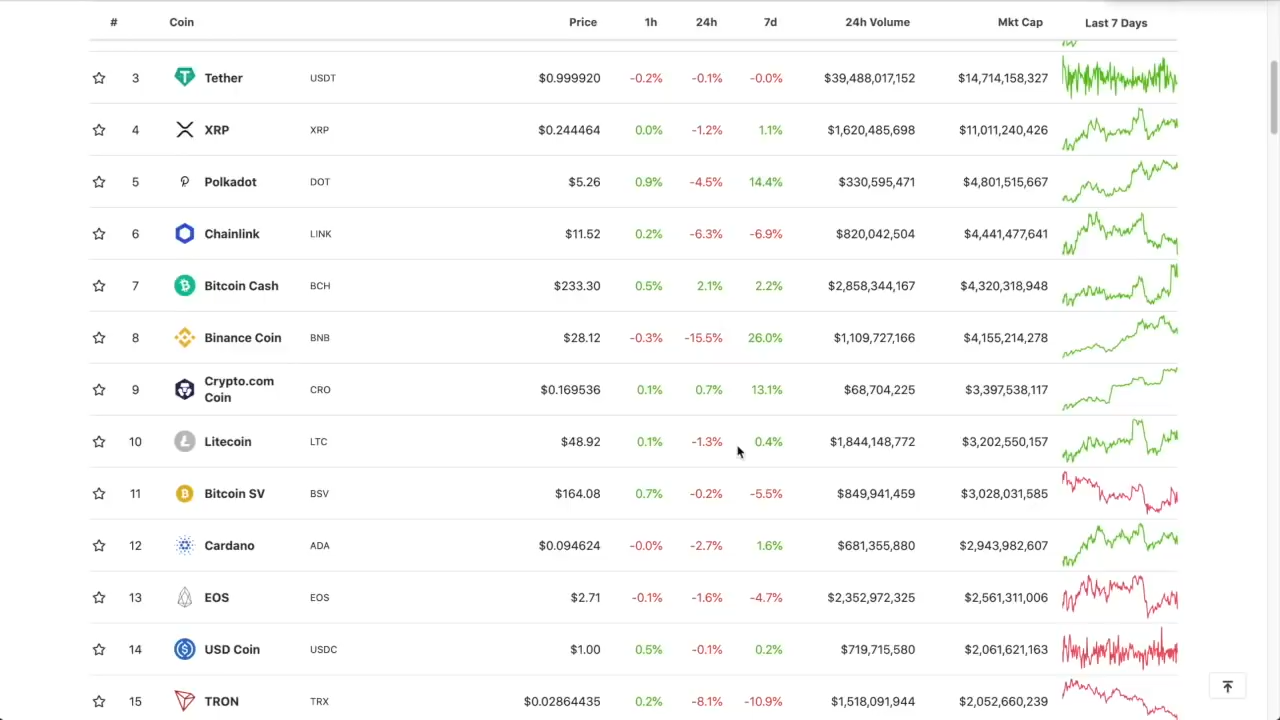 # Coin Price 1h 24h 7d 24h Volume Mkt Cap Last 7 Days
3 Tether USDT $0.999920 -0.2% -0.1% -0.0% $39,488,017,152 $14,714,158,327
4 XRP XRP $0.244464 0.0% -1.2% 1.1% $1,620,485,698 $11,011,240,426
5 Polkadot DOT $5.26 0.9% -4.5% 14.4% $330,595,471 $4,801,515,667
6 Chainlink LINK $11.52 0.2% -6.3% -6.9% $820,042,504 $4,441,477,641
7 Bitcoin Cash BCH $233.30 0.5% 2.1% 2.2% $2,858,344,167 $4,320,318,948
8 Binance Coin BNB $28.12 -0.3% -15.5% 26.0% $1,109,727,166 $4,155,214,278
9 Crypto.com
Coin CRO $0.169536 0.1% 0.7% 13.1% $68,704,225 $3,397,538,117
10 Litecoin LTC $48.92 0.1% -1.3% 0.4% $1,844,148,772 $3,202,550,157
11 Bitcoin SV BSV $164.08 0.7% -0.2% -5.5% $849,941,459 $3,028,031,585
12 Cardano ADA $0.094624 -0.0% -2.7% 1.6% $681,355,880 $2,943,982,607
13 EOS EOS $2.71 -0.1% -1.6% -4.7% $2,352,972,325 $2,561,311,006
14 USD Coin USDC $1.00 0.5% -0.1% 0.2% $719,715,580 $2,061,621,163
15 TRON TRX $0.02864435 0.2% -8.1% -10.9% $1,518,091,944 $2,052,660,239